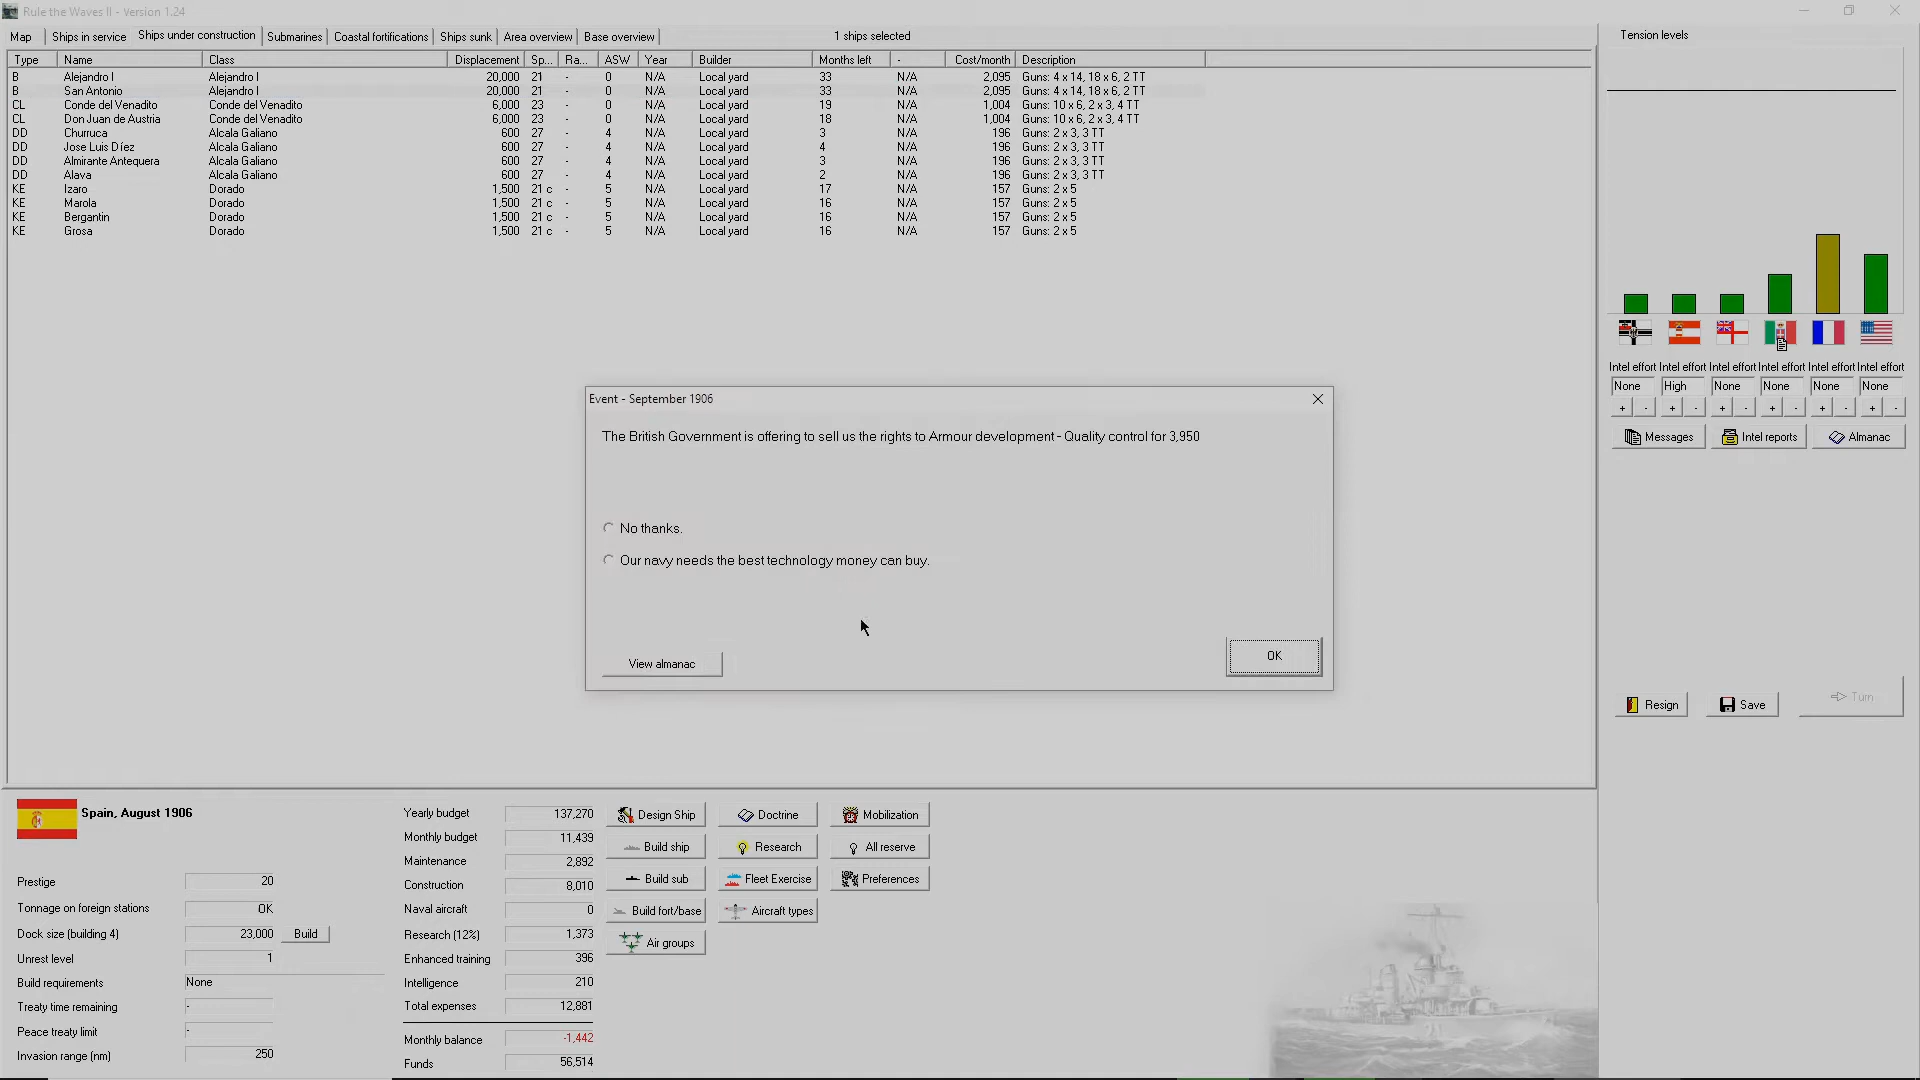 Rule the Waves II - Version 1.24
Map Ships in service Ships under construction Submarines Coastal fortifications Ships sunk Area overview Base overview 1 ships selected Tension levels
Type Name Class Displacement Sp... Ra... ASW Year Builder Months left - Cost/month Description
B Alejandro I Alejandro I 20,000 21 - 0 N/A Local yard 33 N/A 2,095 Guns: 4 x 14, 18 x 6, 2 TT
B San Antonio Alejandro I 20,000 21 - 0 N/A Local yard 33 N/A 2,095 Guns: 4 x 14, 18 x 6, 2 TT
CL Conde del Venadito Conde del Venadito 6,000 23 - 0 N/A Local yard 19 N/A 1,004 Guns: 10 x 6, 2 x 3, 4 TT
CL Don Juan de Austria Conde del Venadito 6,000 23 - 0 N/A Local yard 18 N/A 1,004 Guns: 10 x 6, 2 x 3, 4 TT
DD Churruca Alcala Galiano 600 27 - 4 N/A Local yard 3 N/A 196 Guns: 2 x 3, 3 TT
DD Jose Luis Díez Alcala Galiano 600 27 - 4 N/A Local yard 4 N/A 196 Guns: 2 x 3, 3 TT
DD Almirante Antequera Alcala Galiano 600 27 - 4 N/A Local yard 3 N/A 196 Guns: 2 x 3, 3 TT
DD Alava Alcala Galiano 600 27 - 4 N/A Local yard 2 N/A 196 Guns: 2 x 3, 3 TT
KE Izaro Dorado 1,500 21 c - 5 N/A Local yard 17 N/A 157 Guns: 2 x 5
KE Marola Dorado 1,500 21 c - 5 N/A Local yard 16 N/A 157 Guns: 2 x 5
KE Bergantin Dorado 1,500 21 c - 5 N/A Local yard 16 N/A 157 Guns: 2 x 5
KE Grosa Dorado 1,500 21 c - 5 N/A Local yard 16 N/A 157 Guns: 2 x 5
Intel effort Intel effort Intel effort Intel effort Intel effort Intel effort
None High None None None None
+ - + - + - + - + - + -
Messages Intel reports Almanac
Event - September 1906
The British Government is offering to sell us the rights to Armour development - Quality control for 3,950
No thanks.
Our navy needs the best technology money can buy.
View almanac OK
Resign Save Turn
Spain, August 1906
Prestige 20
Tonnage on foreign stations OK
Dock size (building 4) 23,000 Build
Unrest level 1
Build requirements None
Treaty time remaining -
Peace treaty limit -
Invasion range (nm) 250
Yearly budget 137,270
Monthly budget 11,439
Maintenance 2,892
Construction 8,010
Naval aircraft 0
Research (12%) 1,373
Enhanced training 396
Intelligence 210
Total expenses 12,881
Monthly balance -1,442
Funds 56,514
Design Ship Doctrine Mobilization
Build ship Research All reserve
Build sub Fleet Exercise Preferences
Build fort/base Aircraft types
Air groups